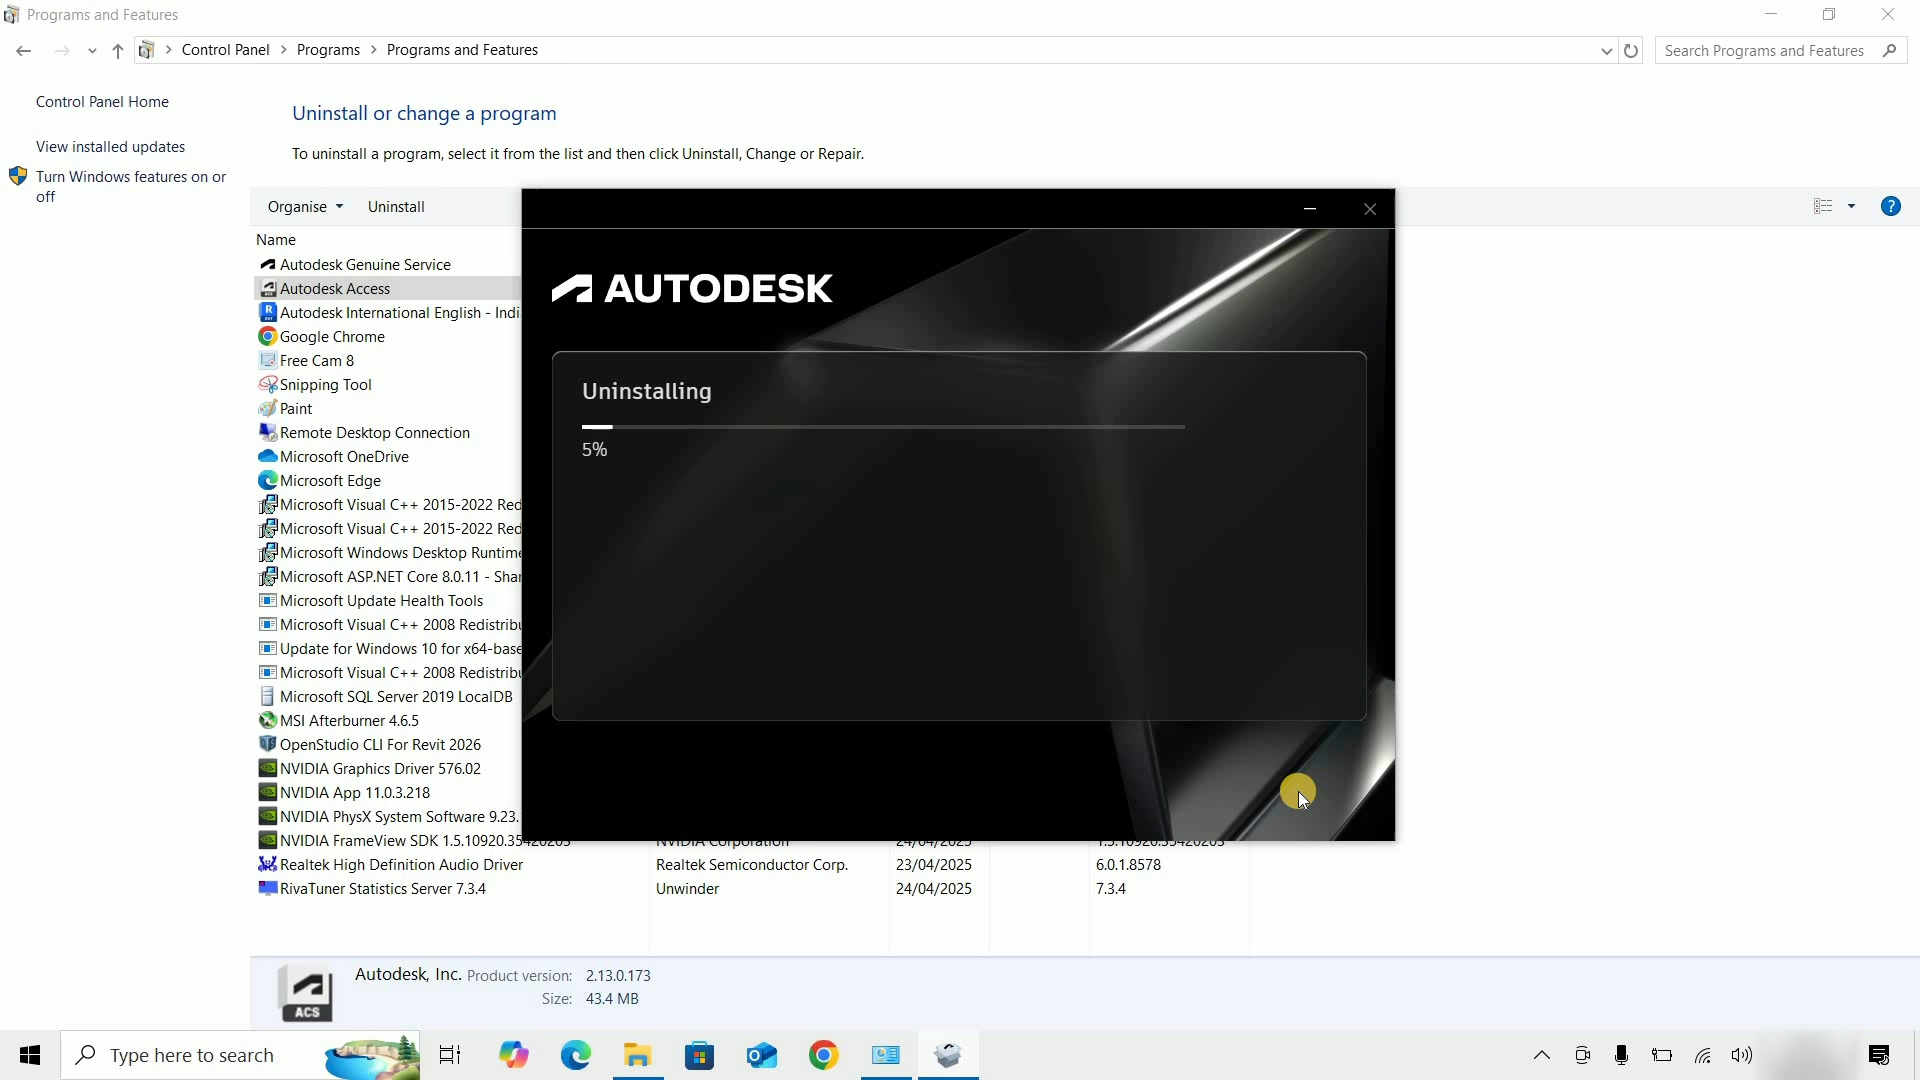 Programs and Features
Control Panel > Programs > Programs and Features
Search Programs and Features
Control Panel Home
View installed updates
Turn Windows features on or
off
Uninstall or change a program
To uninstall a program, select it from the list and then click Uninstall, Change or Repair.
Organise
Uninstall
Name
Autodesk Genuine Service
Autodesk Access
Autodesk International English - Indi
Google Chrome
Free Cam 8
Snipping Tool
Paint
Remote Desktop Connection
Microsoft OneDrive
Microsoft Edge
Microsoft Visual C++ 2015-2022 Red
Microsoft Visual C++ 2015-2022 Red
Microsoft Windows Desktop Runtime
Microsoft ASP.NET Core 8.0.11 - Shar
Microsoft Update Health Tools
Microsoft Visual C++ 2008 Redistribu
Update for Windows 10 for x64-base
Microsoft Visual C++ 2008 Redistribu
Microsoft SQL Server 2019 LocalDB
MSI Afterburner 4.6.5
OpenStudio CLI For Revit 2026
NVIDIA Graphics Driver 576.02
NVIDIA App 11.0.3.218
NVIDIA PhysX System Software 9.23.
NVIDIA FrameView SDK 1.5.10920.35420203 NVIDIA Corporation 24/04/2025 1.5.10920.35420203
Realtek High Definition Audio Driver Realtek Semiconductor Corp. 23/04/2025 6.0.1.8578
RivaTuner Statistics Server 7.3.4 Unwinder 24/04/2025 7.3.4
AUTODESK
Uninstalling
5%
ACS
Autodesk, Inc. Product version: 2.13.0.173
Size: 43.4 MB
Type here to search